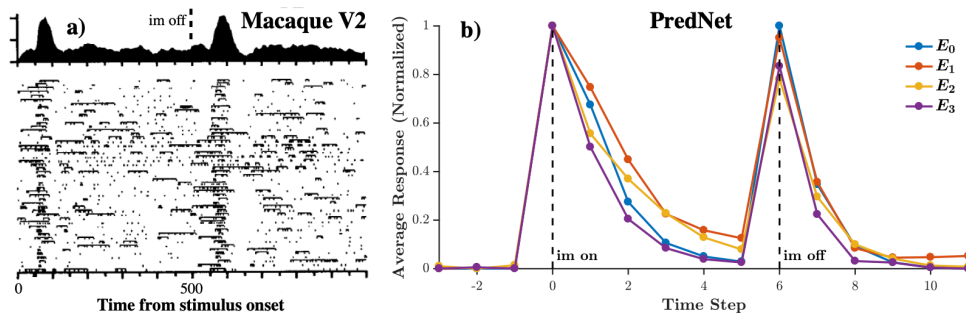 a)
im off
Macaque V2
0
500
Time from stimulus onset
b)
PredNet
Average Response (Normalized)
1
0.8
0.6
0.4
0.2
0
E0
E1
E2
E3
im on
im off
-2
0
2
4
6
8
10
Time Step